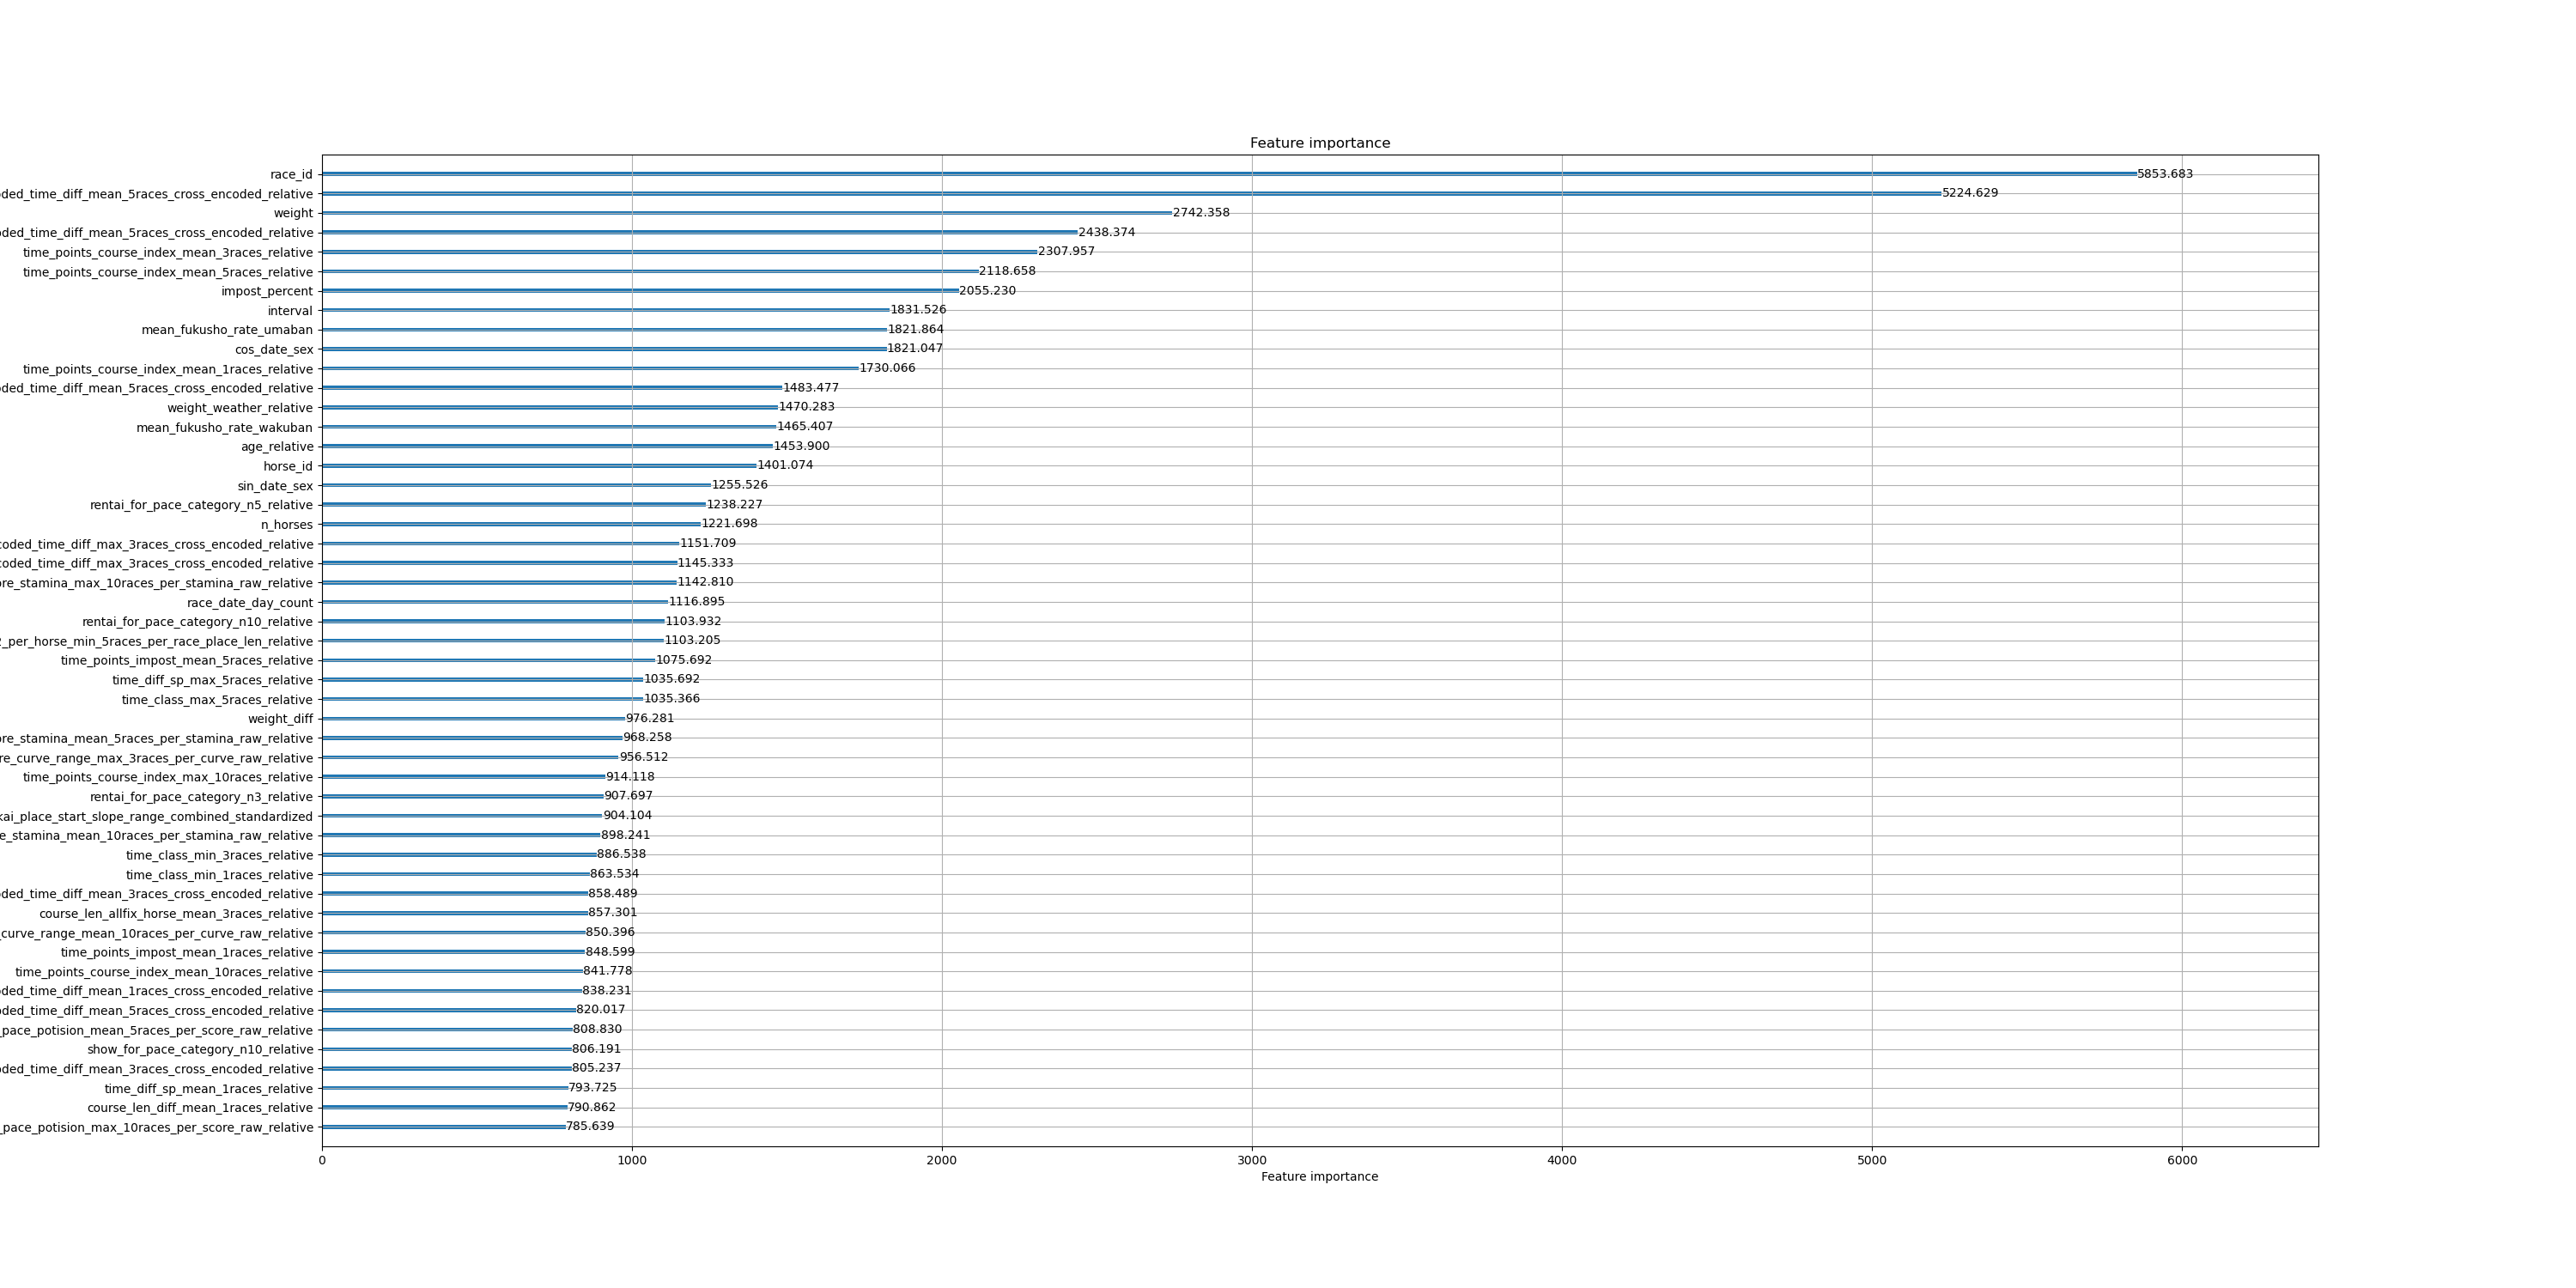 Feature importance
race_id 5853.683
ded_time_diff_mean_5races_cross_encoded_relative 5224.629
weight 2742.358
ded_time_diff_mean_5races_cross_encoded_relative 2438.374
time_points_course_index_mean_3races_relative 2307.957
time_points_course_index_mean_5races_relative 2118.658
impost_percent 2055.230
interval 1831.526
mean_fukusho_rate_umaban 1821.864
cos_date_sex 1821.047
time_points_course_index_mean_1races_relative 1730.066
ded_time_diff_mean_5races_cross_encoded_relative 1483.477
weight_weather_relative 1470.283
mean_fukusho_rate_wakuban 1465.407
age_relative 1453.900
horse_id 1401.074
sin_date_sex 1255.526
rentai_for_pace_category_n5_relative 1238.227
n_horses 1221.698
coded_time_diff_max_3races_cross_encoded_relative 1151.709
coded_time_diff_max_3races_cross_encoded_relative 1145.333
re_stamina_max_10races_per_stamina_raw_relative 1142.810
race_date_day_count 1116.895
rentai_for_pace_category_n10_relative 1103.932
_per_horse_min_5races_per_race_place_len_relative 1103.205
time_points_impost_mean_5races_relative 1075.692
time_diff_sp_max_5races_relative 1035.692
time_class_max_5races_relative 1035.366
weight_diff 976.281
re_stamina_mean_5races_per_stamina_raw_relative 968.258
re_curve_range_max_3races_per_curve_raw_relative 956.512
time_points_course_index_max_10races_relative 914.118
rentai_for_pace_category_n3_relative 907.697
kai_place_start_slope_range_combined_standardized 904.104
e_stamina_mean_10races_per_stamina_raw_relative 898.241
time_class_min_3races_relative 886.538
time_class_min_1races_relative 863.534
ded_time_diff_mean_3races_cross_encoded_relative 858.489
course_len_allfix_horse_mean_3races_relative 857.301
_curve_range_mean_10races_per_curve_raw_relative 850.396
time_points_impost_mean_1races_relative 848.599
time_points_course_index_mean_10races_relative 841.778
ded_time_diff_mean_1races_cross_encoded_relative 838.231
ded_time_diff_mean_5races_cross_encoded_relative 820.017
_pace_potision_mean_5races_per_score_raw_relative 808.830
show_for_pace_category_n10_relative 806.191
ded_time_diff_mean_3races_cross_encoded_relative 805.237
time_diff_sp_mean_1races_relative 793.725
course_len_diff_mean_1races_relative 790.862
_pace_potision_max_10races_per_score_raw_relative 785.639
0 1000 2000 3000 4000 5000 6000
Feature importance